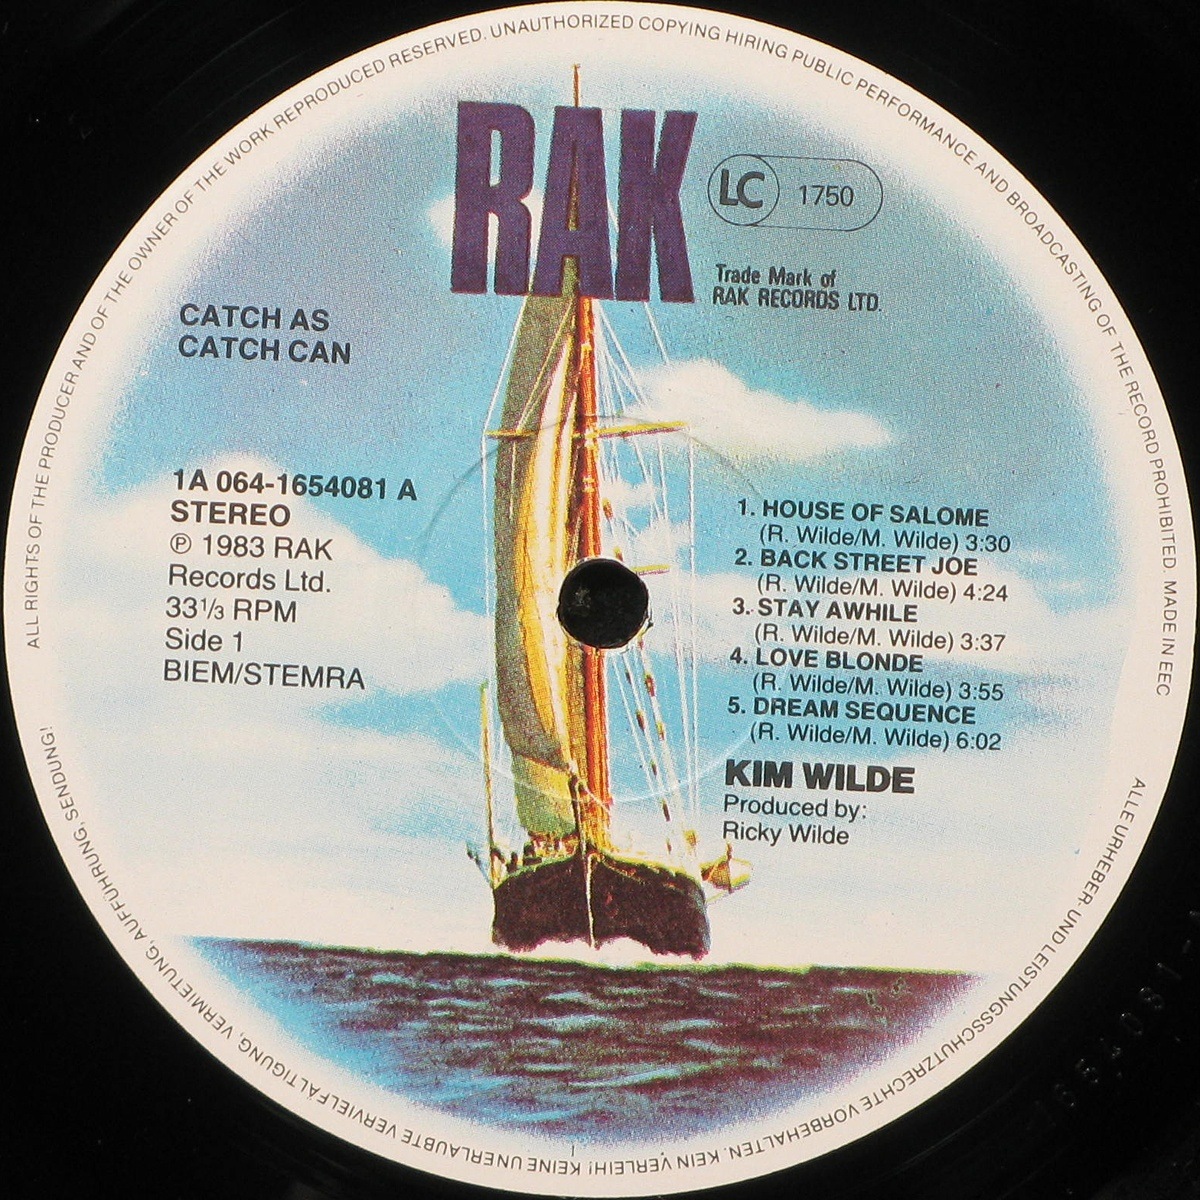 ALL RIGHTS OF THE PRODUCER AND OF THE OWNER OF THE WORK REPRODUCED RESERVED. UNAUTHORIZED COPYING HIRING PUBLIC PERFORMANCE AND BROADCASTING OF THE RECORD PROHIBITED. MADE IN EEC
RAK
LC 1750
Trade Mark of
RAK RECORDS LTD.
CATCH AS
CATCH CAN
1A 064-1654081 A
STEREO
℗ 1983 RAK
Records Ltd.
33 1/3 RPM
Side 1
BIEM/STEMRA
1. HOUSE OF SALOME
(R. Wilde/M. Wilde) 3:30
2. BACK STREET JOE
(R. Wilde/M. Wilde) 4:24
3. STAY AWHILE
(R. Wilde/M. Wilde) 3:37
4. LOVE BLONDE
(R. Wilde/M. Wilde) 3:55
5. DREAM SEQUENCE
(R. Wilde/M. Wilde) 6:02
KIM WILDE
Produced by:
Ricky Wilde
ALLE URHEBER- UND LEISTUNGSSCHUTZRECHTE VORBEHALTEN. KEIN VERLEIH! KEINE UNERLAUBTE VERVIELFÄLTIGUNG, VERMIETUNG, AUFFÜHRUNG, SENDUNG!